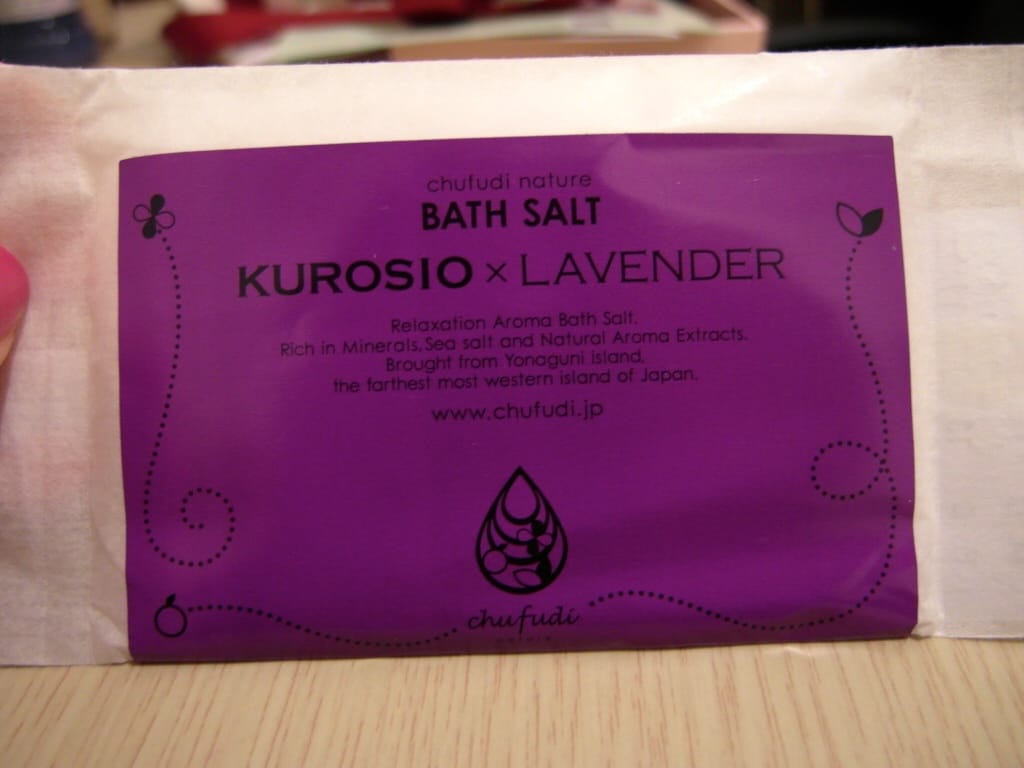 chufudi nature
BATH SALT
KUROSIO × LAVENDER
Relaxation Aroma Bath Salt.
Rich in Minerals, Sea salt and Natural Aroma Extracts.
Brought from Yonaguni island,
the farthest most western island of Japan.
www.chufudi.jp
chufudi